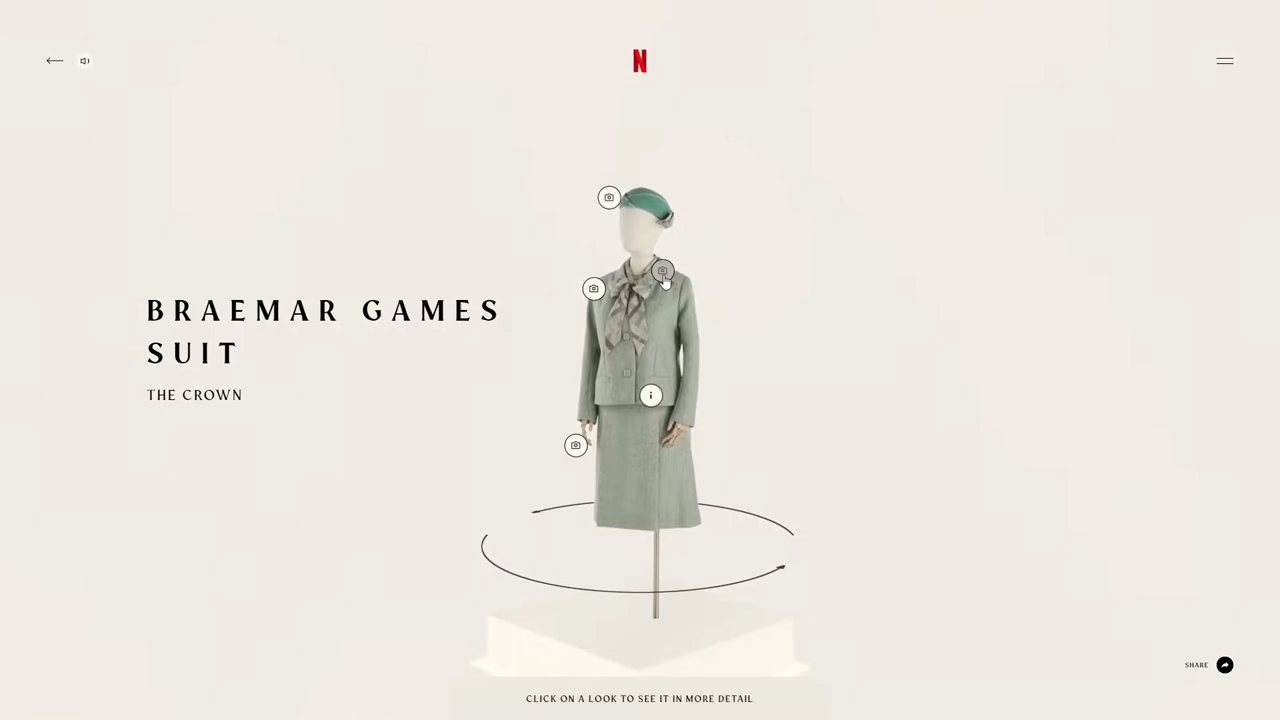 N
BRAEMAR GAMES
SUIT
THE CROWN
i
SHARE
CLICK ON A LOOK TO SEE IT IN MORE DETAIL